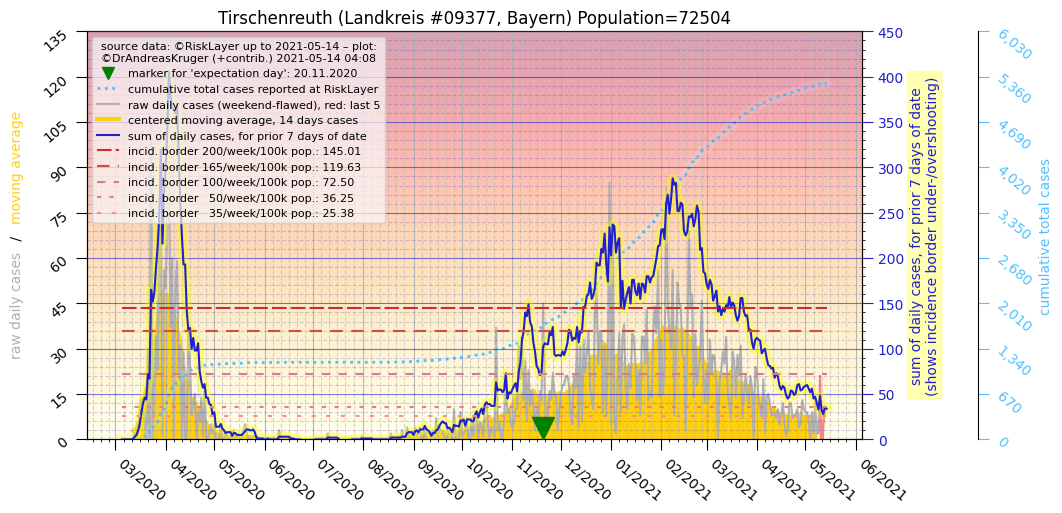 Tirschenreuth (Landkreis #09377, Bayern) Population=72504
source data: ©RiskLayer up to 2021-05-14 – plot:
©DrAndreasKruger (+contrib.) 2021-05-14 04:08
marker for 'expectation day': 20.11.2020
cumulative total cases reported at RiskLayer
raw daily cases (weekend-flawed), red: last 5
centered moving average, 14 days cases
sum of daily cases, for prior 7 days of date
incid. border 200/week/100k pop.: 145.01
incid. border 165/week/100k pop.: 119.63
incid. border 100/week/100k pop.: 72.50
incid. border 50/week/100k pop.: 36.25
incid. border 35/week/100k pop.: 25.38
raw daily cases / moving average
135
120
105
90
75
60
45
30
15
0
03/2020
04/2020
05/2020
06/2020
07/2020
08/2020
09/2020
10/2020
11/2020
12/2020
01/2021
02/2021
03/2021
04/2021
05/2021
06/2021
450
400
350
300
250
200
150
100
50
0
sum of daily cases, for prior 7 days of date
(shows incidence border under-/overshooting)
6,030
5,360
4,690
4,020
3,350
2,680
2,010
1,340
670
0
cumulative total cases